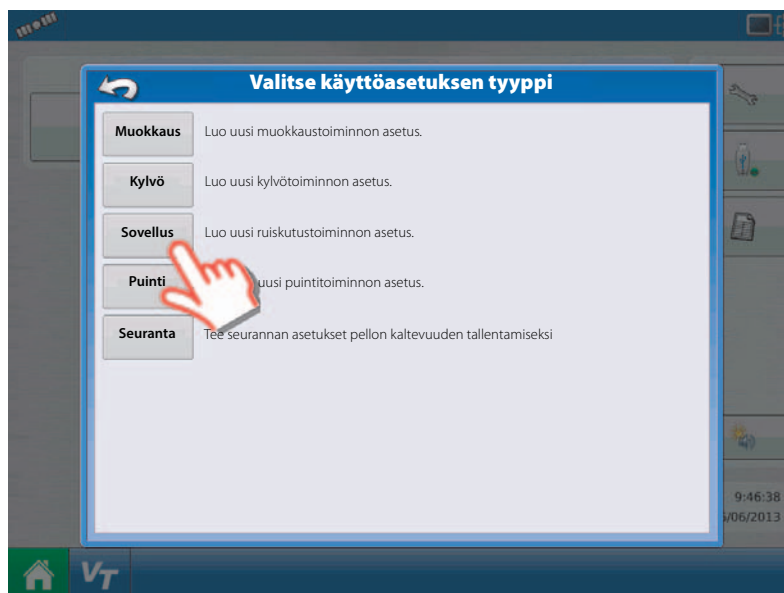 Valitse käyttöasetuksen tyyppi
Muokkaus Luo uusi muokkaustoiminnon asetus.
Kylvö Luo uusi kylvötoiminnon asetus.
Sovellus Luo uusi ruiskutustoiminnon asetus.
Puinti uusi puintitoiminnon asetus.
Seuranta Tee seurannan asetukset pellon kaltevuuden tallentamiseksi
9:46:38
/06/2013
VT